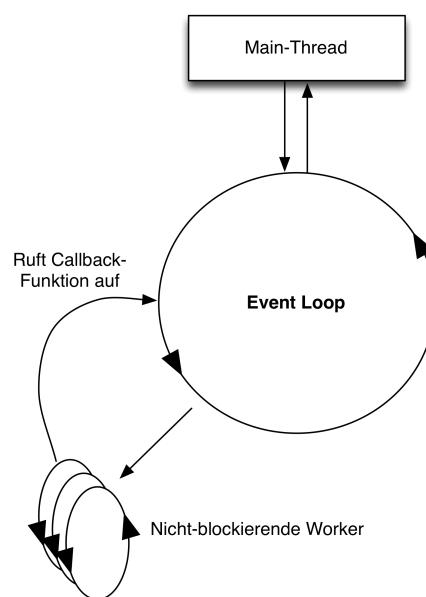 Main-Thread
Ruft Callback-
Funktion auf
Event Loop
Nicht-blockierende Worker